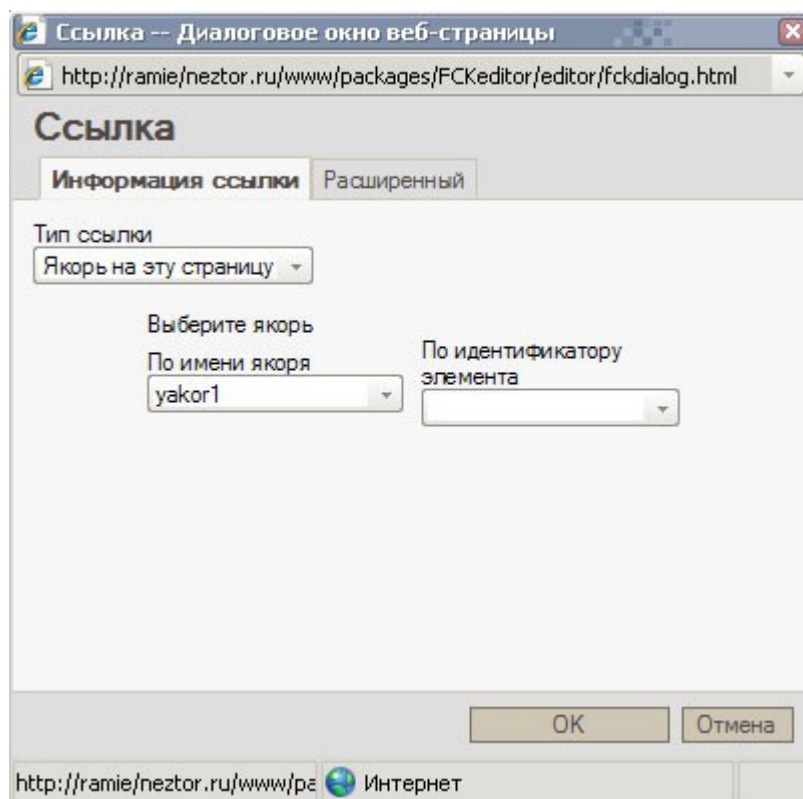 Ссылка -- Диалоговое окно веб-страницы
http://ramie/neztor.ru/www/packages/FCKeditor/editor/fckdialog.html
Ссылка
Информация ссылки Расширенный
Тип ссылки
Якорь на эту страницу
Выберите якорь
По имени якоря
yakor1
По идентификатору
элемента
OK Отмена
http://ramie/neztor.ru/www/pa Интернет